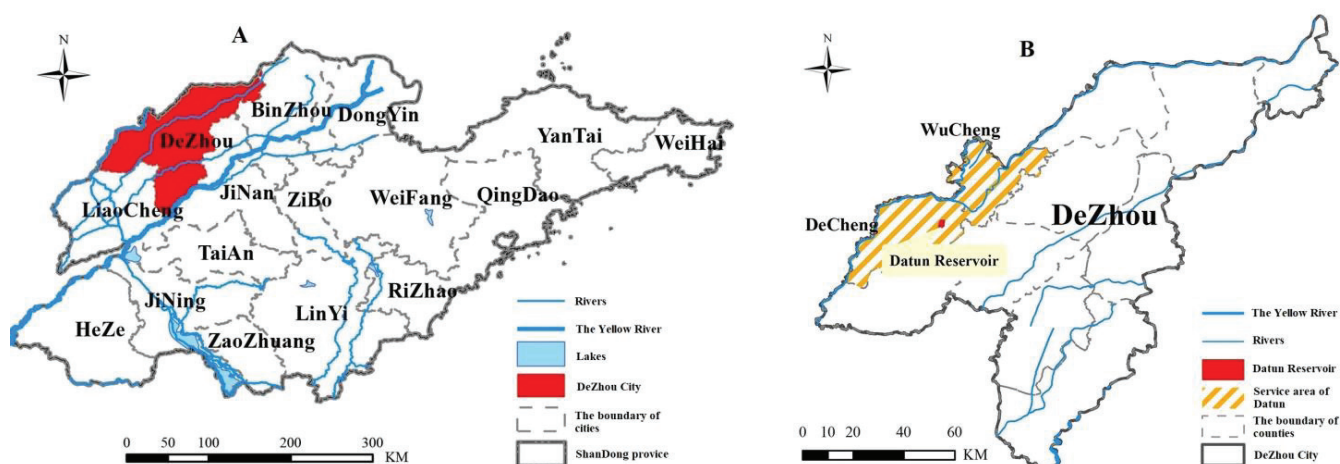 A
N
BinZhou
DongYin
DeZhou
YanTai
WeiHai
JiNan
ZiBo
WeiFang
QingDao
LiaoCheng
TaiAn
RiZhao
JiNing
LinYi
HeZe
ZaoZhuang
Rivers
The Yellow River
Lakes
DeZhou City
The boundary of
cities
ShanDong provice
0 50 100 200 300
KM
B
N
WuCheng
DeCheng
DeZhou
Datun Reservoir
The Yellow River
Rivers
Datun Reservoir
Service area of
Datun
The boundary of
counties
DeZhou City
0 10 20 40 60
KM